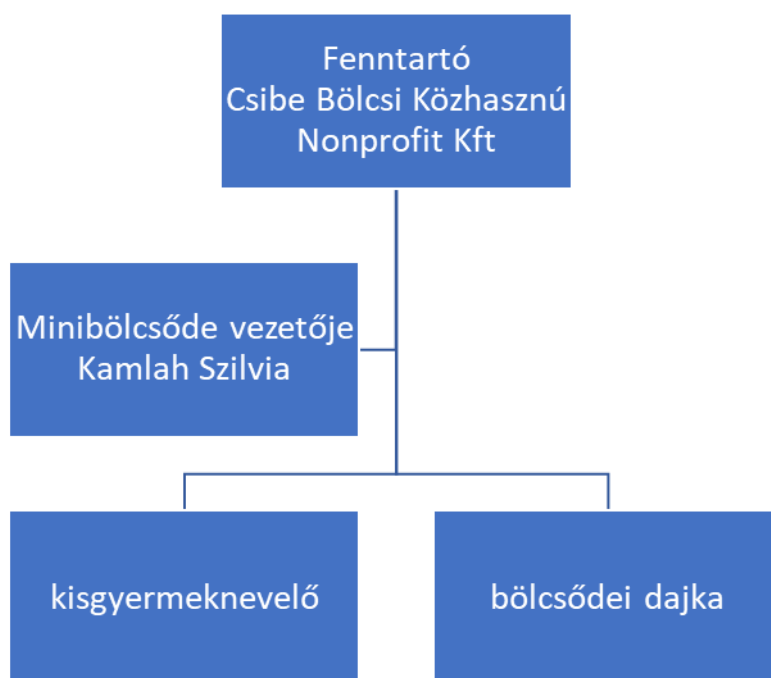 Fenntartó
Csibe Bölcsi Közhasznú
Nonprofit Kft
Minibölcsőde vezetője
Kamlah Szilvia
kisgyermeknevelő
bölcsődei dajka